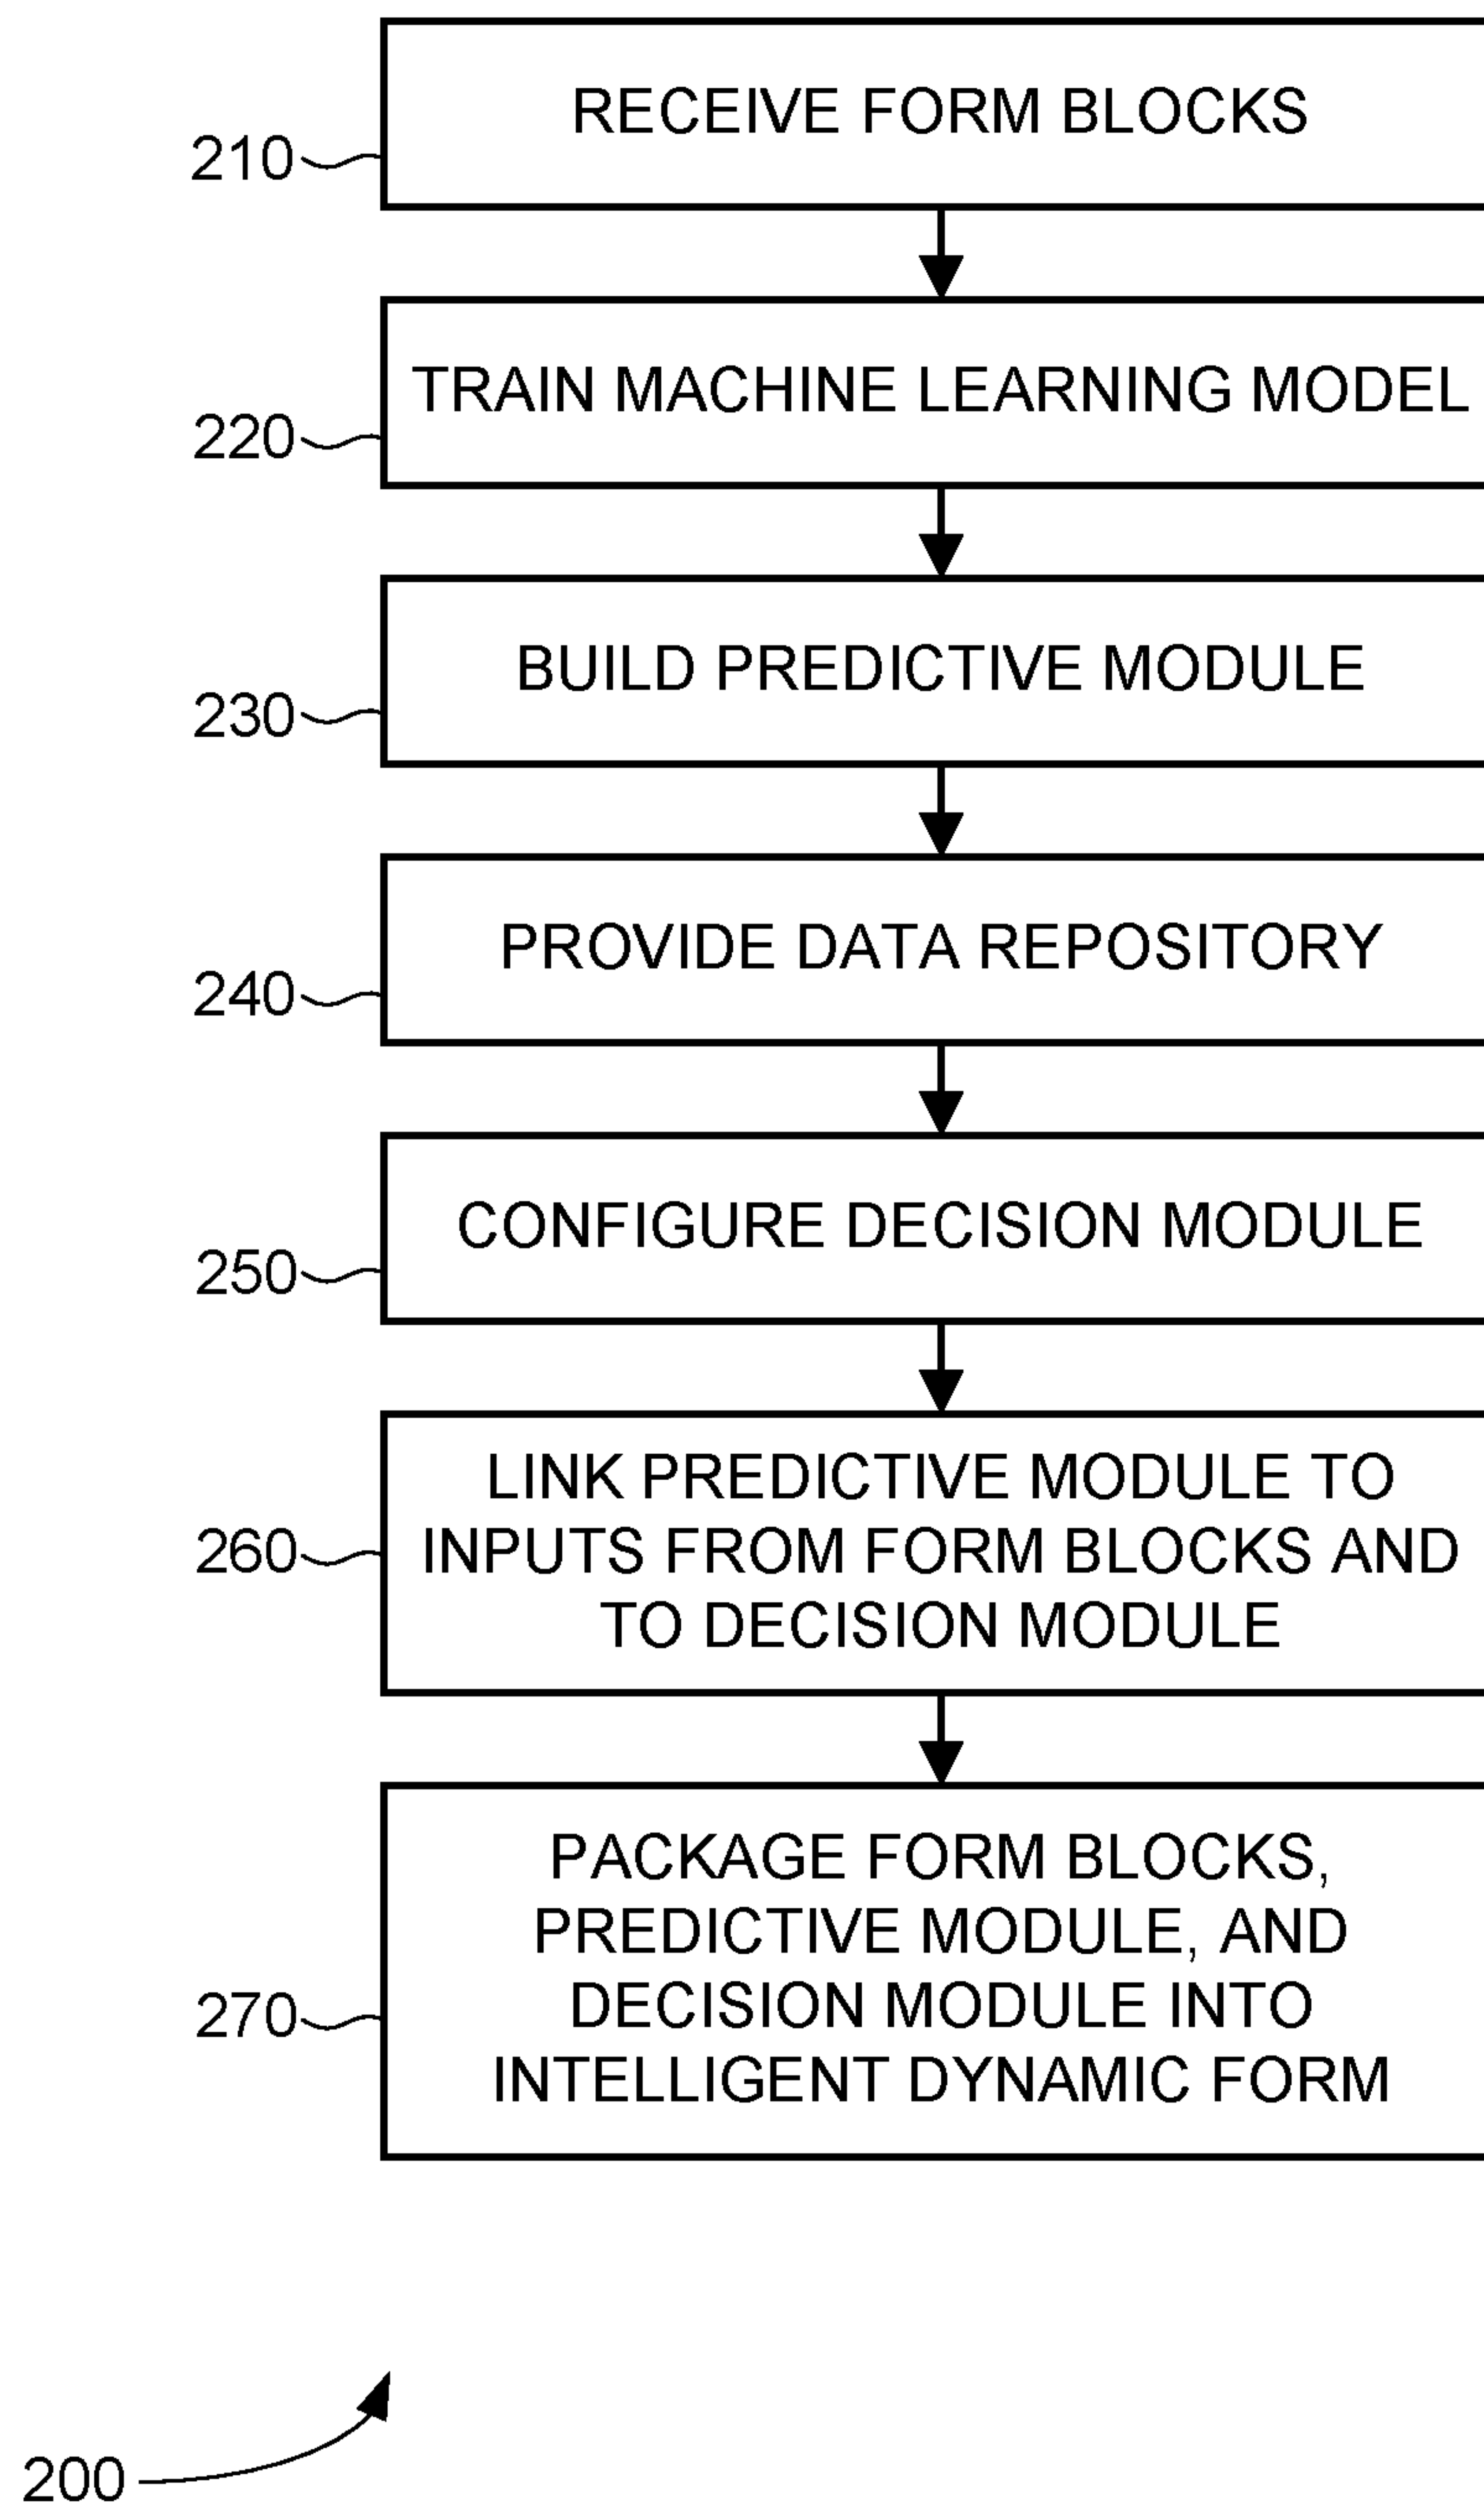 RECEIVE FORM BLOCKS
210
TRAIN MACHINE LEARNING MODEL
220
BUILD PREDICTIVE MODULE
230
PROVIDE DATA REPOSITORY
240
CONFIGURE DECISION MODULE
250
LINK PREDICTIVE MODULE TO
INPUTS FROM FORM BLOCKS AND
TO DECISION MODULE
260
PACKAGE FORM BLOCKS,
PREDICTIVE MODULE, AND
DECISION MODULE INTO
INTELLIGENT DYNAMIC FORM
270
200